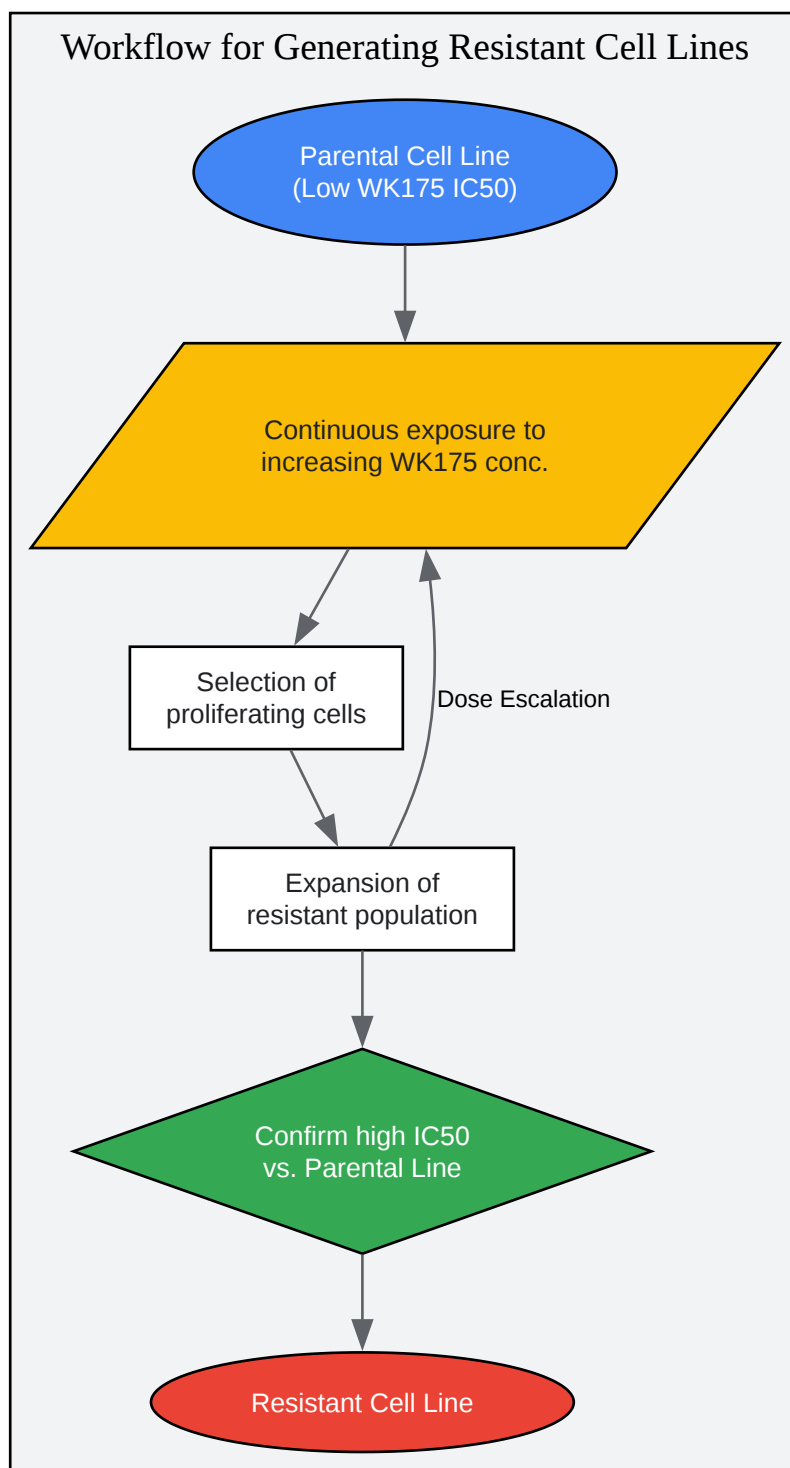 Workflow for Generating Resistant Cell Lines
Parental Cell Line
(Low WK175 IC50)
Continuous exposure to
increasing WK175 conc.
Selection of
proliferating cells
Dose Escalation
Expansion of
resistant population
Confirm high IC50
vs. Parental Line
Resistant Cell Line